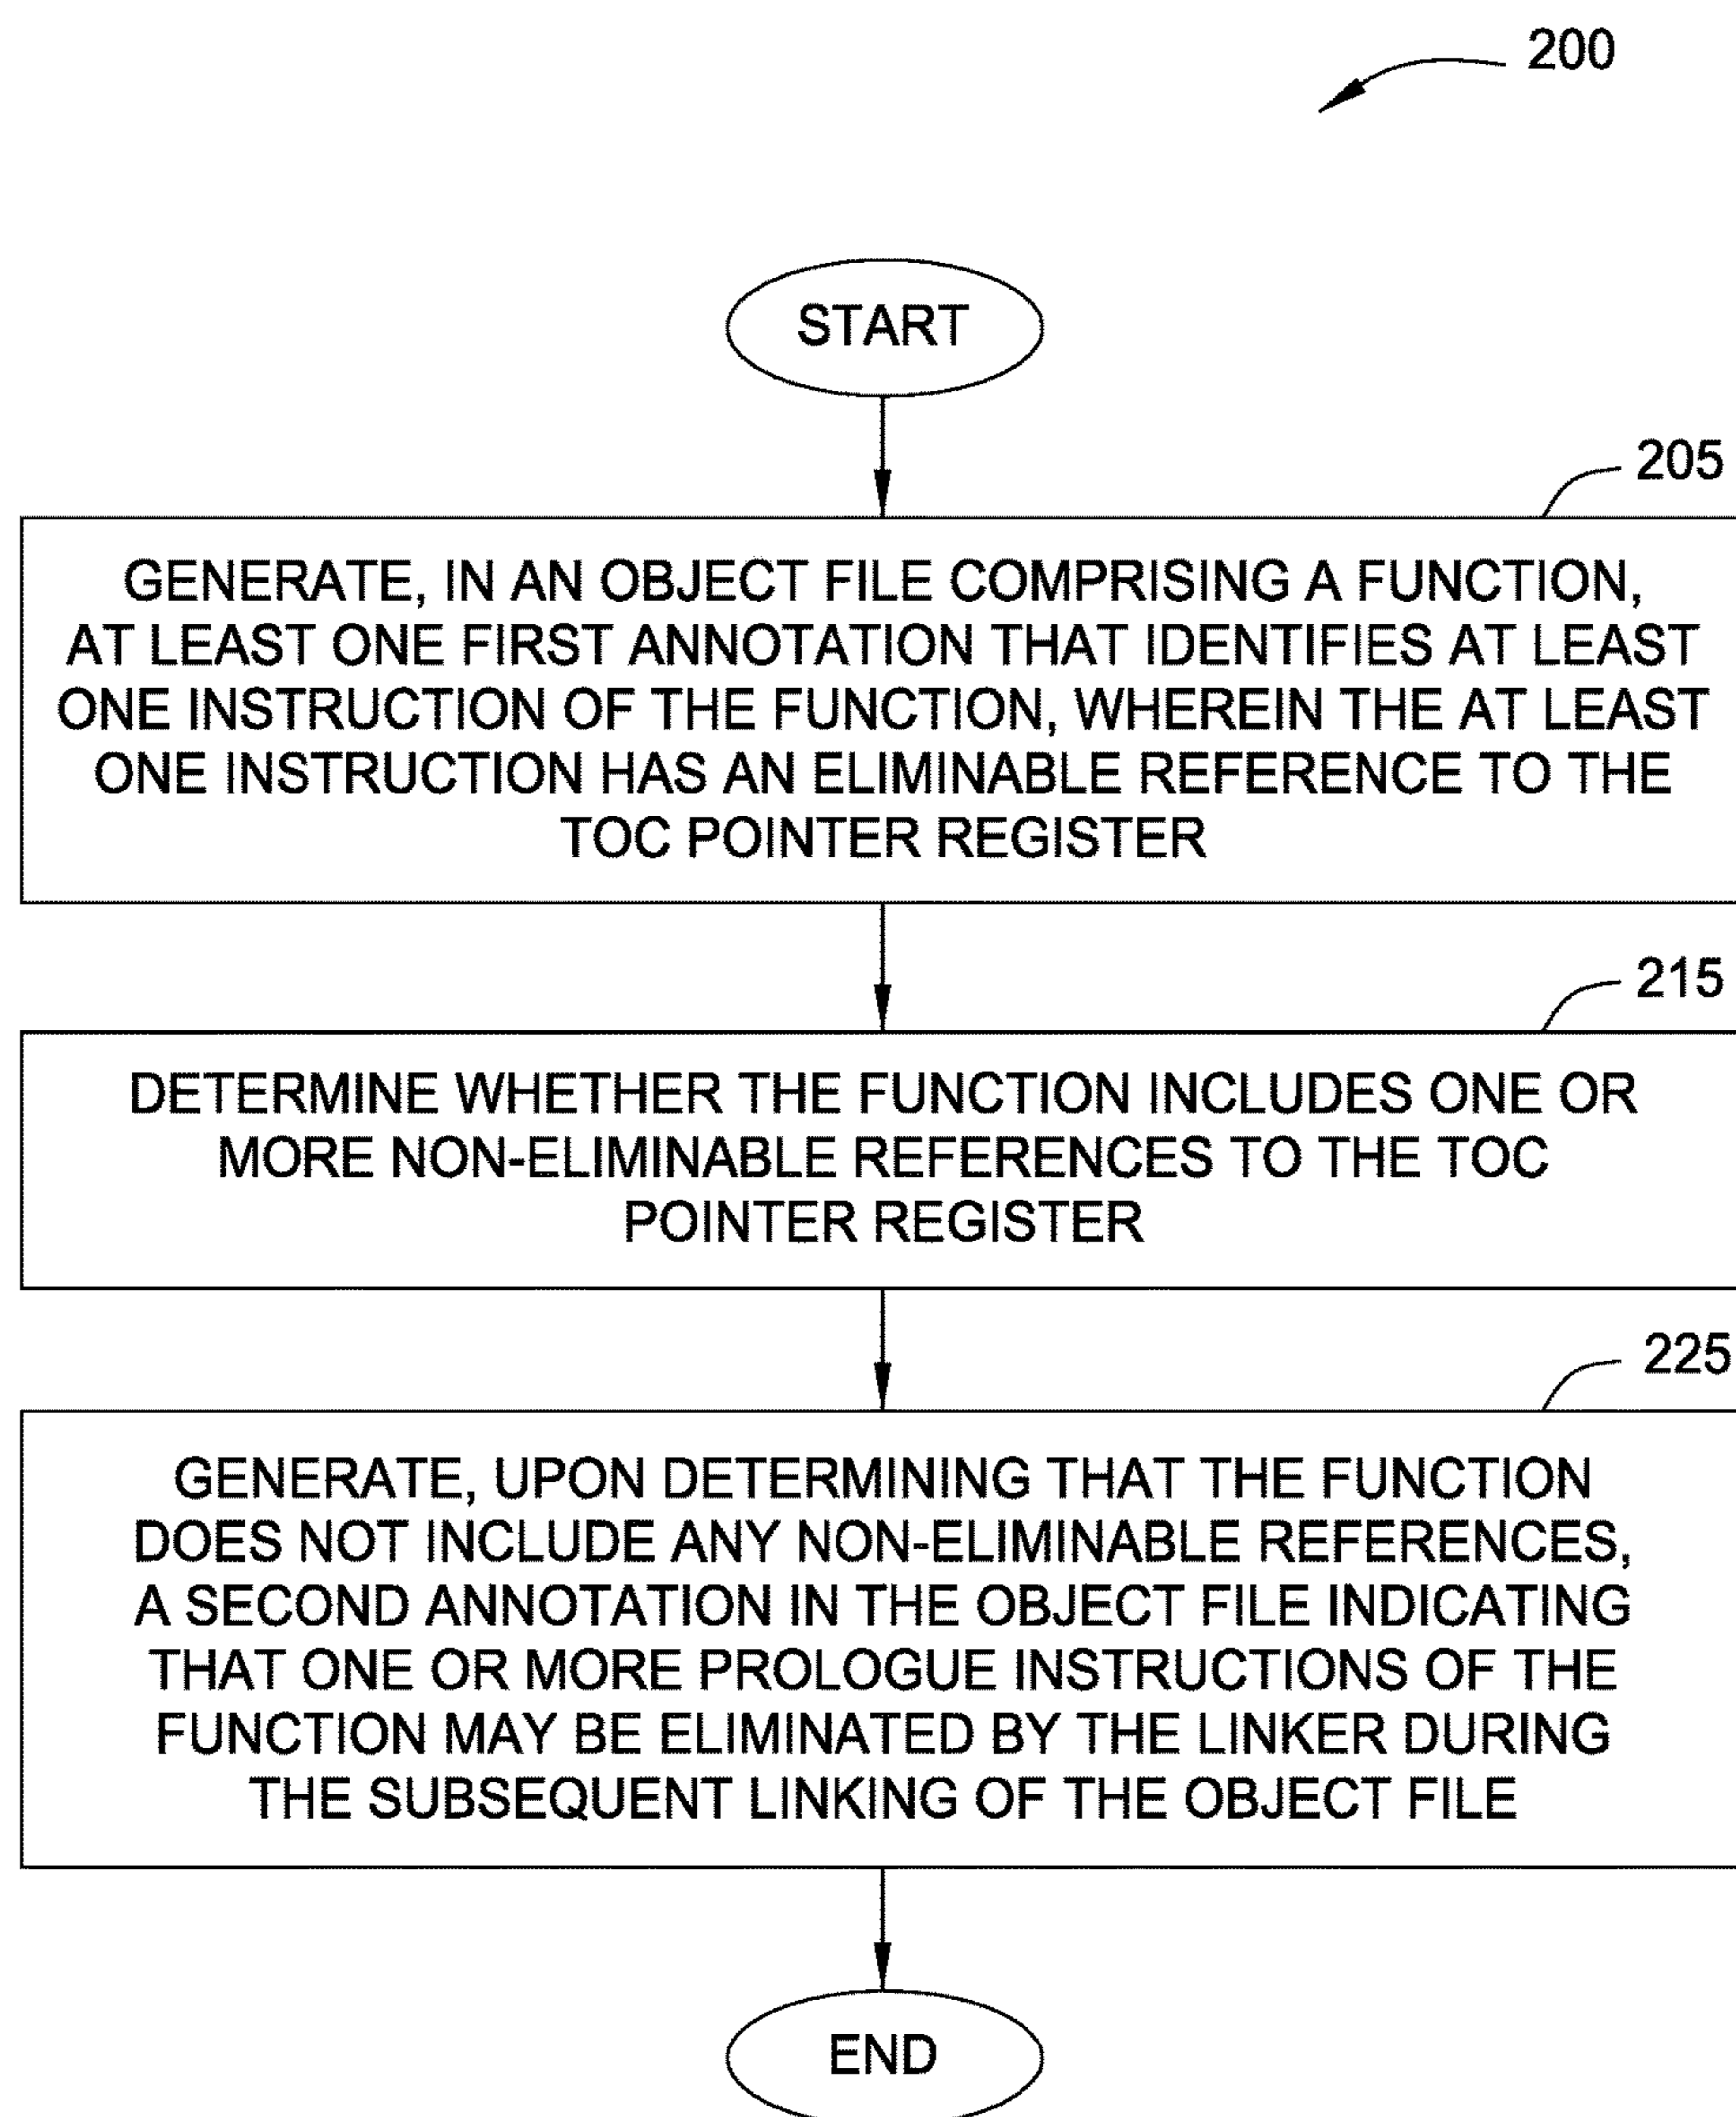 200
START
205
GENERATE, IN AN OBJECT FILE COMPRISING A FUNCTION,
AT LEAST ONE FIRST ANNOTATION THAT IDENTIFIES AT LEAST
ONE INSTRUCTION OF THE FUNCTION, WHEREIN THE AT LEAST
ONE INSTRUCTION HAS AN ELIMINABLE REFERENCE TO THE
TOC POINTER REGISTER
215
DETERMINE WHETHER THE FUNCTION INCLUDES ONE OR
MORE NON-ELIMINABLE REFERENCES TO THE TOC
POINTER REGISTER
225
GENERATE, UPON DETERMINING THAT THE FUNCTION
DOES NOT INCLUDE ANY NON-ELIMINABLE REFERENCES,
A SECOND ANNOTATION IN THE OBJECT FILE INDICATING
THAT ONE OR MORE PROLOGUE INSTRUCTIONS OF THE
FUNCTION MAY BE ELIMINATED BY THE LINKER DURING
THE SUBSEQUENT LINKING OF THE OBJECT FILE
END